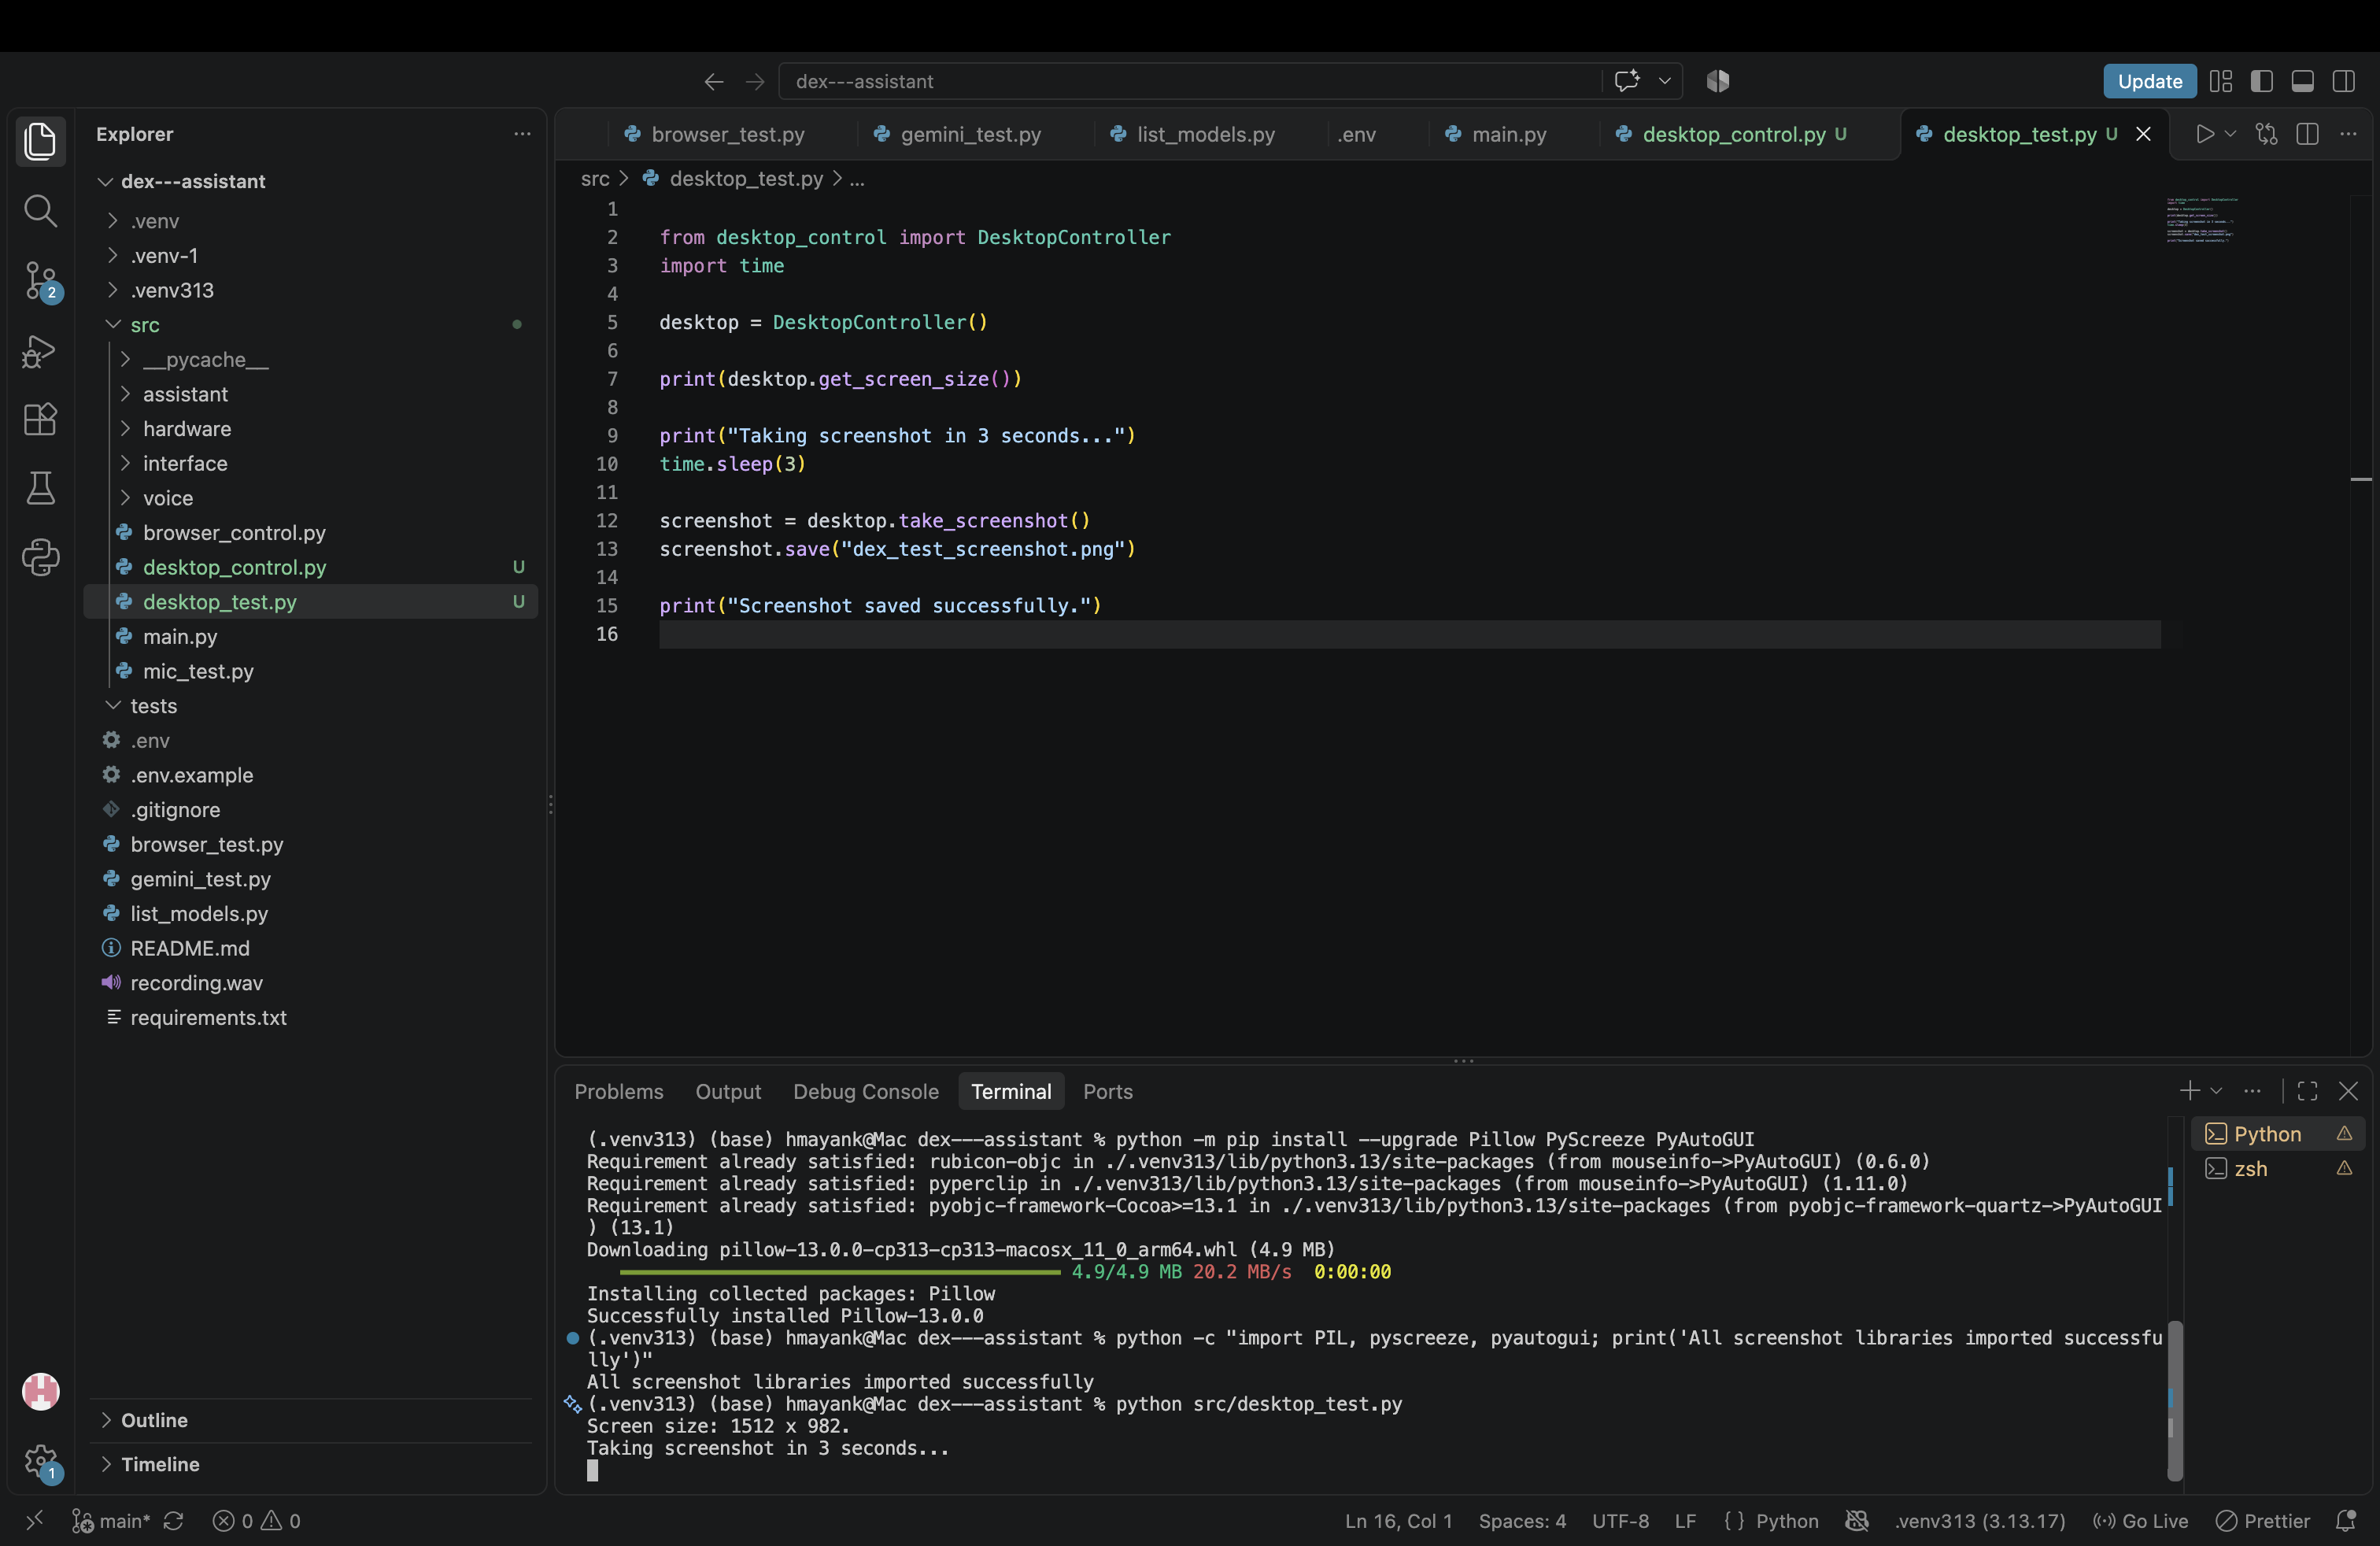 dex---assistant
Update
Explorer
dex---assistant
.venv
.venv-1
.venv313
src
__pycache__
assistant
hardware
interface
voice
browser_control.py
desktop_control.py U
desktop_test.py U
main.py
mic_test.py
tests
.env
.env.example
.gitignore
browser_test.py
gemini_test.py
list_models.py
README.md
recording.wav
requirements.txt
Outline
Timeline
2
1
browser_test.py gemini_test.py list_models.py .env main.py desktop_control.py U desktop_test.py U
src > desktop_test.py > ...
1
2 from desktop_control import DesktopController
3 import time
4
5 desktop = DesktopController()
6
7 print(desktop.get_screen_size())
8
9 print("Taking screenshot in 3 seconds...")
10 time.sleep(3)
11
12 screenshot = desktop.take_screenshot()
13 screenshot.save("dex_test_screenshot.png")
14
15 print("Screenshot saved successfully.")
16
Problems Output Debug Console Terminal Ports
(.venv313) (base) hmayank@Mac dex---assistant % python -m pip install --upgrade Pillow PyScreeze PyAutoGUI
Requirement already satisfied: rubicon-objc in ./.venv313/lib/python3.13/site-packages (from mouseinfo->PyAutoGUI) (0.6.0)
Requirement already satisfied: pyperclip in ./.venv313/lib/python3.13/site-packages (from mouseinfo->PyAutoGUI) (1.11.0)
Requirement already satisfied: pyobjc-framework-Cocoa>=13.1 in ./.venv313/lib/python3.13/site-packages (from pyobjc-framework-quartz->PyAutoGUI
) (13.1)
Downloading pillow-13.0.0-cp313-cp313-macosx_11_0_arm64.whl (4.9 MB)
4.9/4.9 MB 20.2 MB/s 0:00:00
Installing collected packages: Pillow
Successfully installed Pillow-13.0.0
(.venv313) (base) hmayank@Mac dex---assistant % python -c "import PIL, pyscreeze, pyautogui; print('All screenshot libraries imported successfu
lly')"
All screenshot libraries imported successfully
(.venv313) (base) hmayank@Mac dex---assistant % python src/desktop_test.py
Screen size: 1512 x 982.
Taking screenshot in 3 seconds...
Python
zsh
main* 0 0 Ln 16, Col 1 Spaces: 4 UTF-8 LF {} Python .venv313 (3.13.17) Go Live Prettier